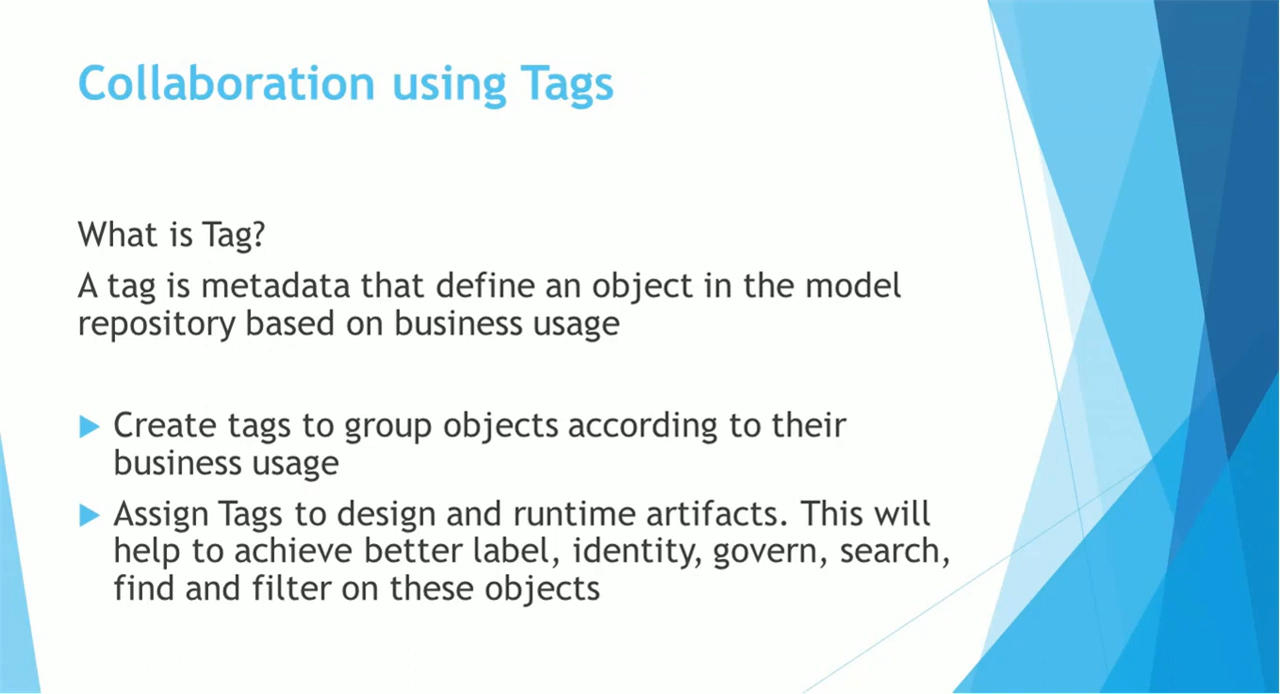 Collaboration using Tags
What is Tag?
A tag is metadata that define an object in the model
repository based on business usage
Create tags to group objects according to their
business usage
Assign Tags to design and runtime artifacts. This will
help to achieve better label, identity, govern, search,
find and filter on these objects